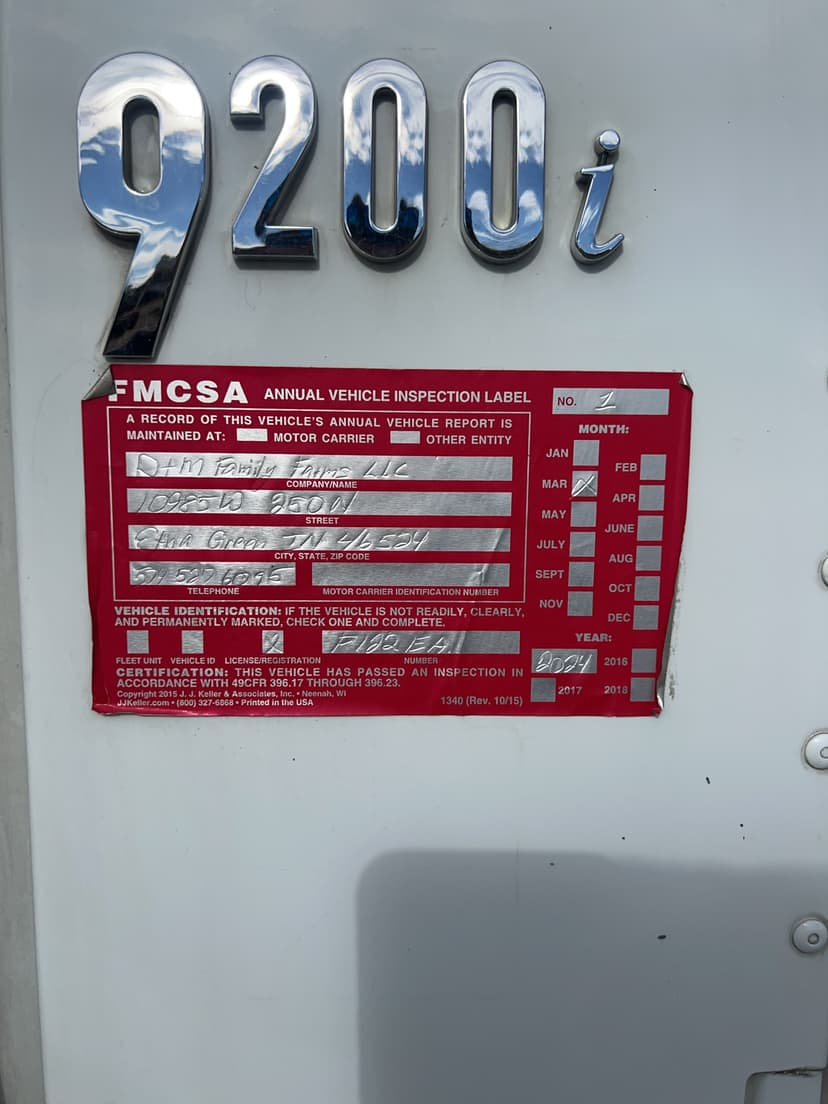 9200i
FMCSA ANNUAL VEHICLE INSPECTION LABEL
NO. 1
A RECORD OF THIS VEHICLE'S ANNUAL VEHICLE REPORT IS
MAINTAINED AT: MOTOR CARRIER OTHER ENTITY
D+M Family Farms LLC
COMPANY/NAME
10985W 250N
STREET
Etna Green IN 46524
CITY, STATE, ZIP CODE
574 527 6095
TELEPHONE MOTOR CARRIER IDENTIFICATION NUMBER
VEHICLE IDENTIFICATION: IF THE VEHICLE IS NOT READILY, CLEARLY,
AND PERMANENTLY MARKED, CHECK ONE AND COMPLETE.
X P122EA.
FLEET UNIT VEHICLE ID LICENSE/REGISTRATION NUMBER
CERTIFICATION: THIS VEHICLE HAS PASSED AN INSPECTION IN
ACCORDANCE WITH 49CFR 396.17 THROUGH 396.23.
Copyright 2015 J. J. Keller & Associates, Inc. • Neenah, WI
JJKeller.com • (800) 327-6868 • Printed in the USA
1340 (Rev. 10/15)
MONTH:
JAN FEB
MAR X APR
MAY JUNE
JULY AUG
SEPT OCT
NOV DEC
YEAR:
2024 2016
2017 2018